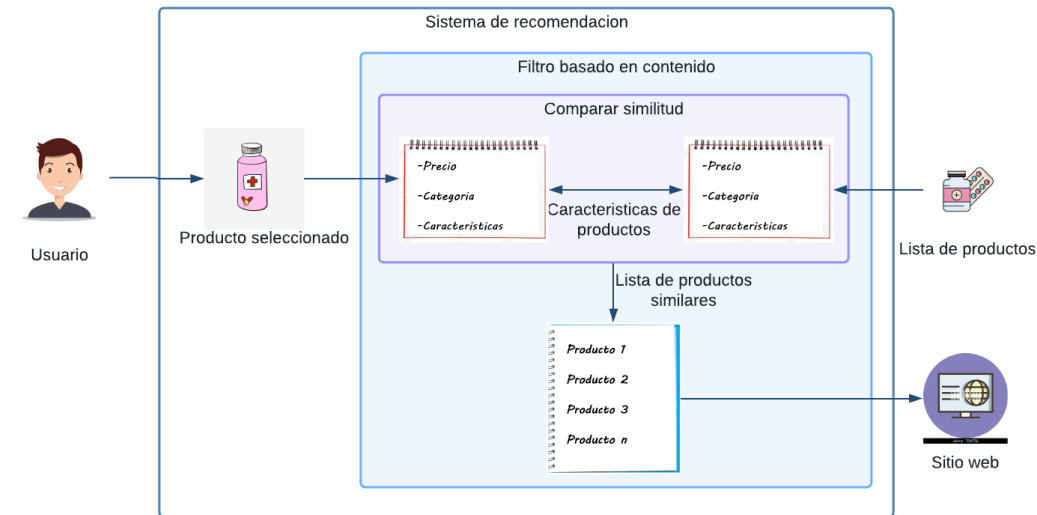 Sistema de recomendacion
Filtro basado en contenido
Comparar similitud
-Precio
-Categoria
-Caracteristicas
-Precio
-Categoria
-Caracteristicas
Caracteristicas de
productos
Usuario
Producto seleccionado
Lista de productos
Lista de productos
similares
Producto 1
Producto 2
Producto 3
Producto n
Sitio web